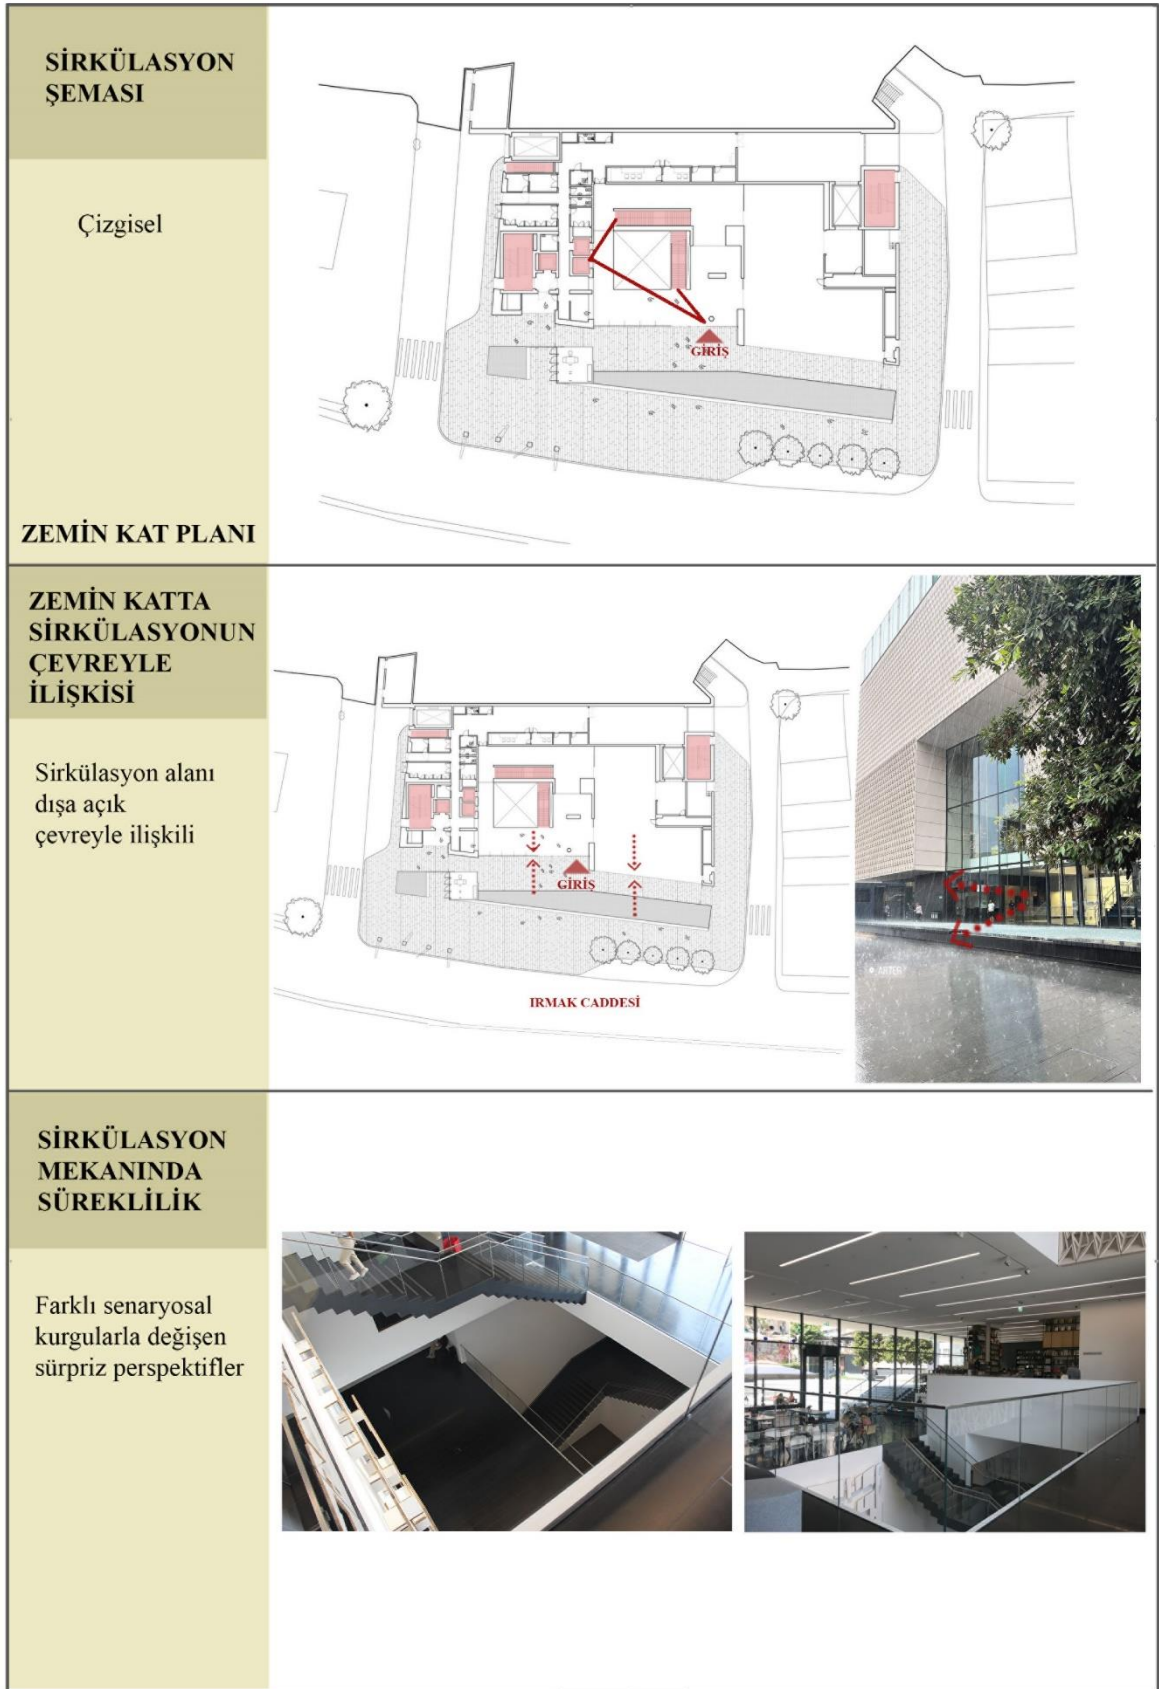 SİRKÜLASYON
ŞEMASI
Çizgisel
GİRİŞ
ZEMİN KAT PLANI
ZEMİN KATTA
SİRKÜLASYONUN
ÇEVREYLE
İLİŞKİSİ
Sirkülasyon alanı
dışa açık
çevreyle ilişkili
GİRİŞ
IRMAK CADDESİ
© ARTER
SİRKÜLASYON
MEKANINDA
SÜREKLİLİK
Farklı senaryosal
kurgularla değişen
sürpriz perspektifler